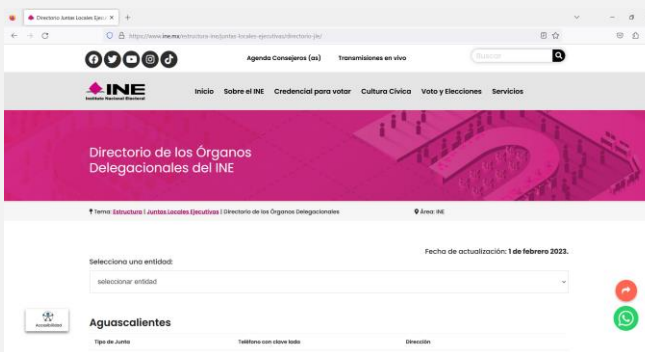 Directorio Juntas Locales Ejecu
https://www.ine.mx/estructura-ine/juntas-locales-ejecutivas/directorio-jle/
Agenda Consejeros (as) Transmisiones en vivo Buscar
INE
Instituto Nacional Electoral
Inicio Sobre el INE Credencial para votar Cultura Cívica Voto y Elecciones Servicios
Directorio de los Órganos
Delegacionales del INE
Tema: Estructura | Juntas Locales Ejecutivas | Directorio de los Órganos Delegacionales Área: INE
Fecha de actualización: 1 de febrero 2023.
Selecciona una entidad:
seleccionar entidad
Accesibilidad
Aguascalientes
Tipo de Junta Teléfono con clave lada Dirección